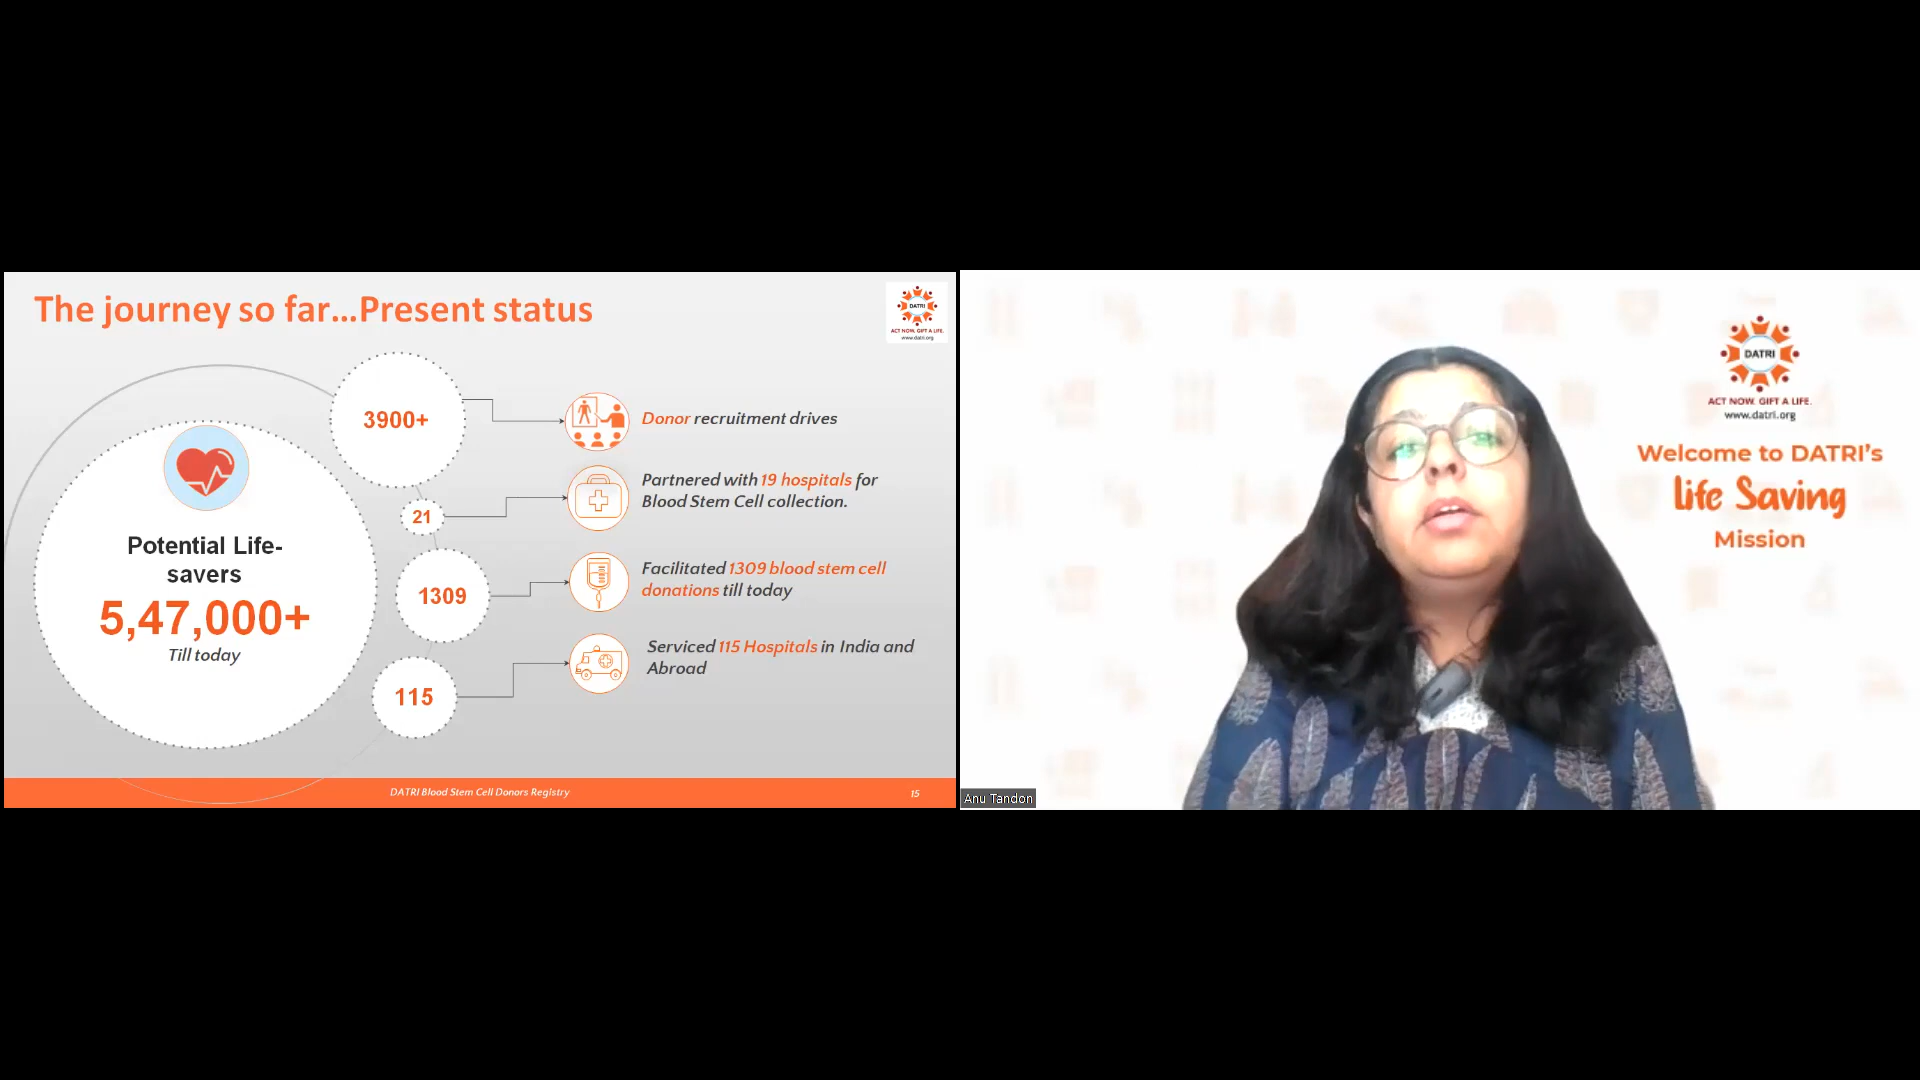 The journey so far...Present status
DATRI
ACT NOW. GIFT A LIFE.
www.datri.org
3900+
Donor recruitment drives
21
Partnered with 19 hospitals for
Blood Stem Cell collection.
Potential Life-
savers
5,47,000+
Till today
1309
Facilitated 1309 blood stem cell
donations till today
115
Serviced 115 Hospitals in India and
Abroad
DATRI Blood Stem Cell Donors Registry
15
DATRI
ACT NOW. GIFT A LIFE.
www.datri.org
Welcome to DATRI's
life Saving
Mission
Anu Tandon